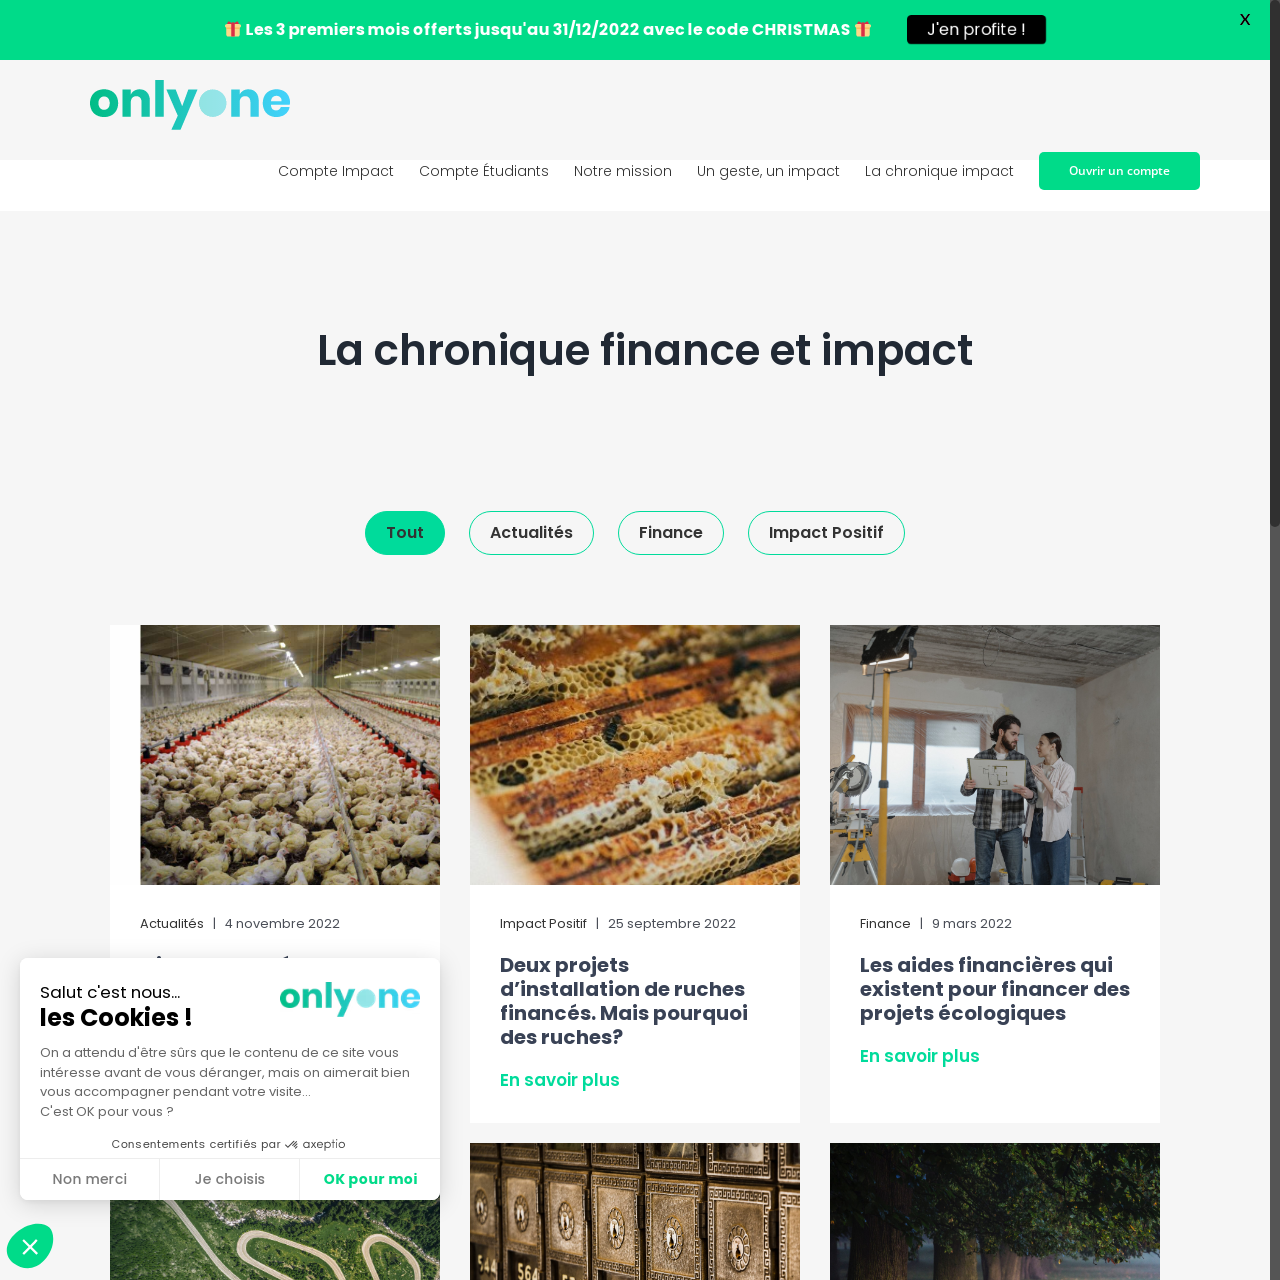 🎁 Les 3 premiers mois offerts jusqu'au 31/12/2022 avec le code CHRISTMAS 🎁
J'en profite !
X
onlyone
Compte Impact
Compte Étudiants
Notre mission
Un geste, un impact
La chronique impact
Ouvrir un compte
La chronique finance et impact
Tout
Actualités
Finance
Impact Positif
Actualités | 4 novembre 2022
Impact Positif | 25 septembre 2022
Deux projets
d’installation de ruches
financés. Mais pourquoi
des ruches?
En savoir plus
Finance | 9 mars 2022
Les aides financières qui
existent pour financer des
projets écologiques
En savoir plus
Salut c'est nous...
les Cookies !
onlyone
On a attendu d'être sûrs que le contenu de ce site vous
intéresse avant de vous déranger, mais on aimerait bien
vous accompagner pendant votre visite...
C'est OK pour vous ?
Consentements certifiés par axeptio
Non merci
Je choisis
OK pour moi
544
564